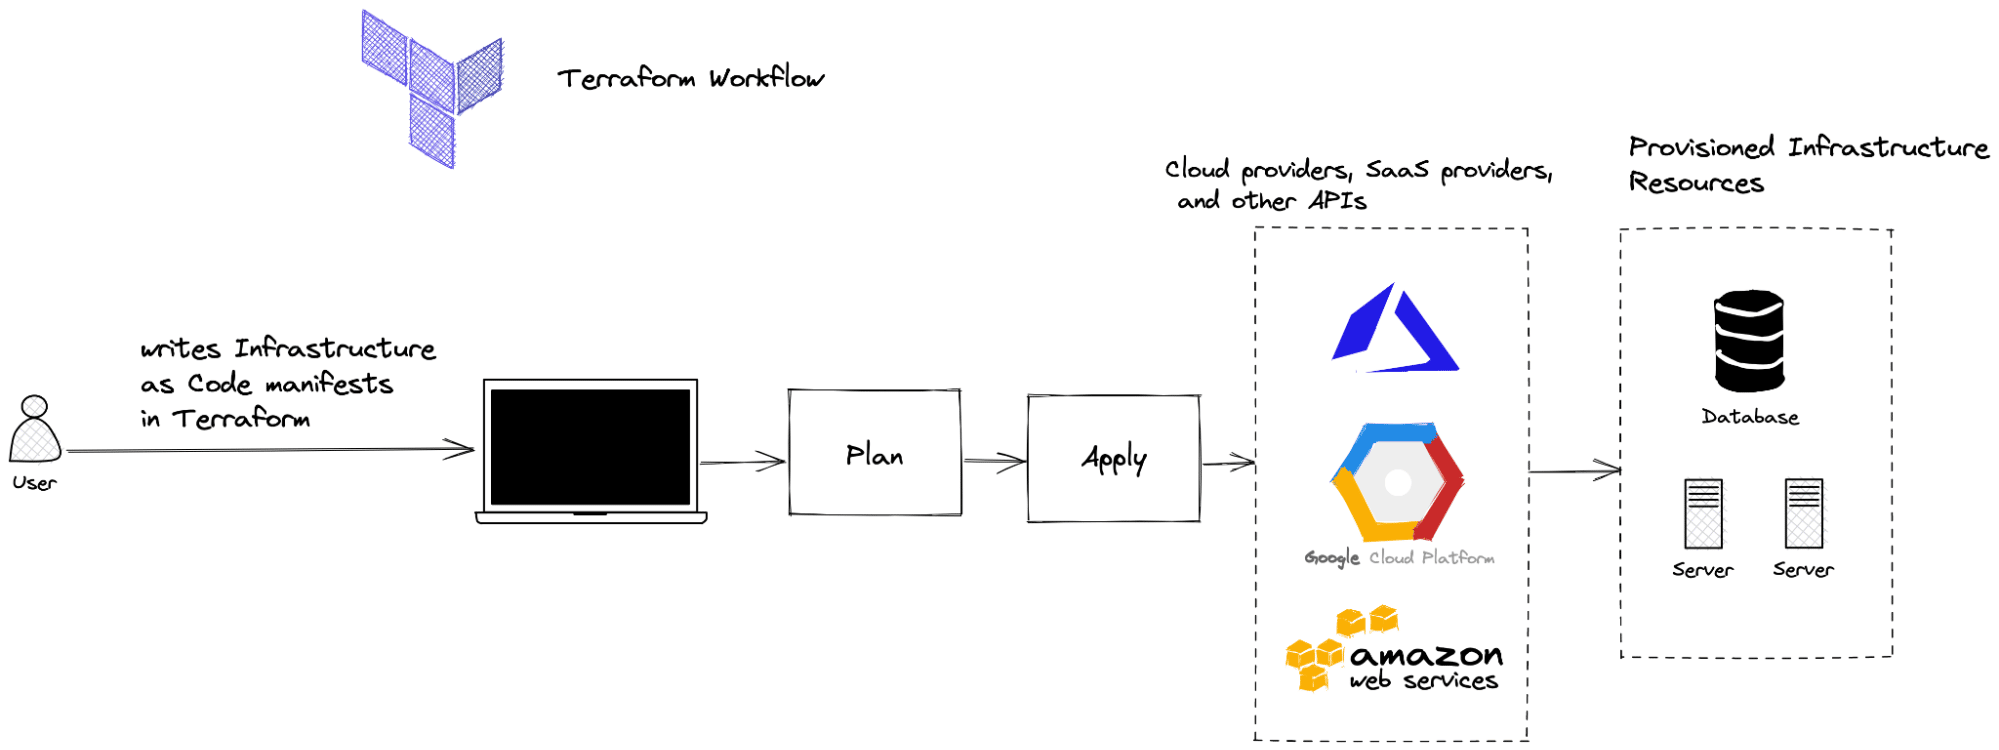 Terraform Workflow
Cloud providers, SaaS providers,
and other APIs
Provisioned Infrastructure
Resources
writes Infrastructure
as Code manifests
in Terraform
User
Plan
Apply
Google Cloud Platform
amazon
web services
Database
Server
Server